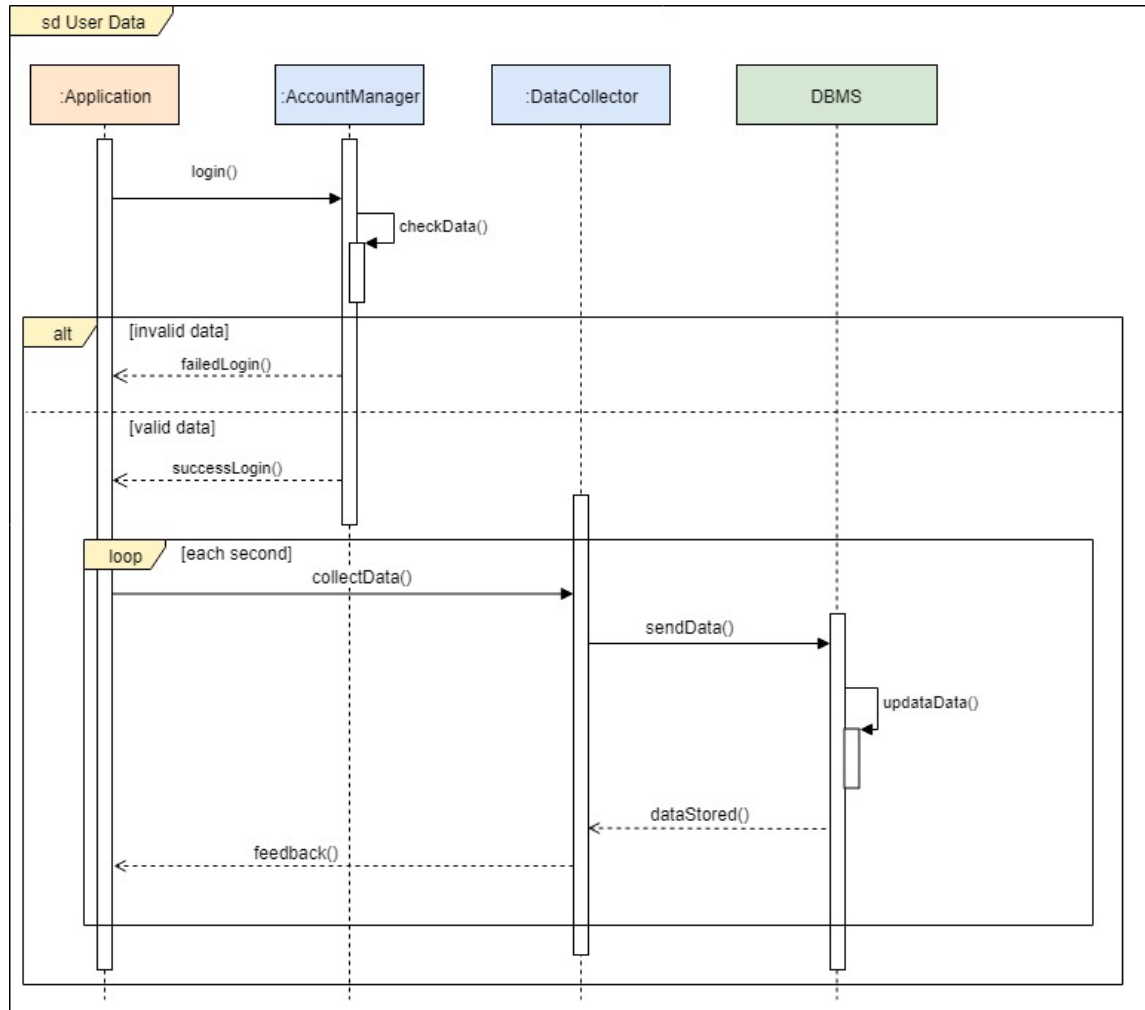 sd User Data
:Application
:AccountManager
:DataCollector
DBMS
login()
checkData()
alt
[invalid data]
failedLogin()
[valid data]
successLogin()
loop
[each second]
collectData()
sendData()
updataData()
dataStored()
feedback()